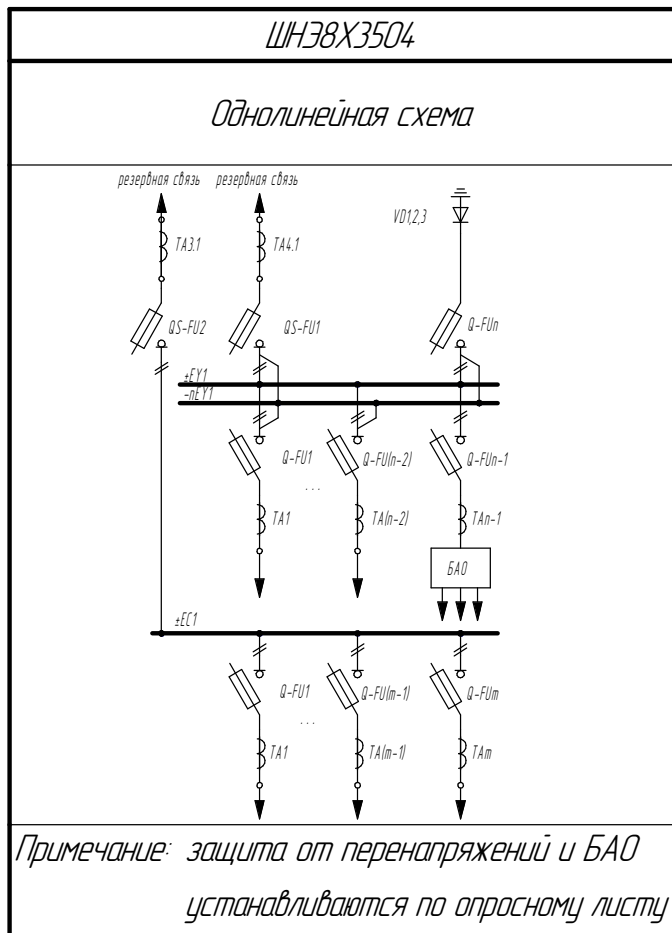 ШНЭ8Х3504
Однолинейная схема
резервная связь резервная связь
VD1,2,3
TA3.1 TA4.1
QS-FU2 QS-FU1 Q-FUn
±EY1
-nEY1
Q-FU1 Q-FU(n-2) Q-FUn-1
...
TA1 TA(n-2) TAn-1
БАО
±EC1
Q-FU1 Q-FU(m-1) Q-FUm
...
TA1 TA(m-1) TAm
Примечание: защита от перенапряжений и БАО
устанавливаются по опросному листу